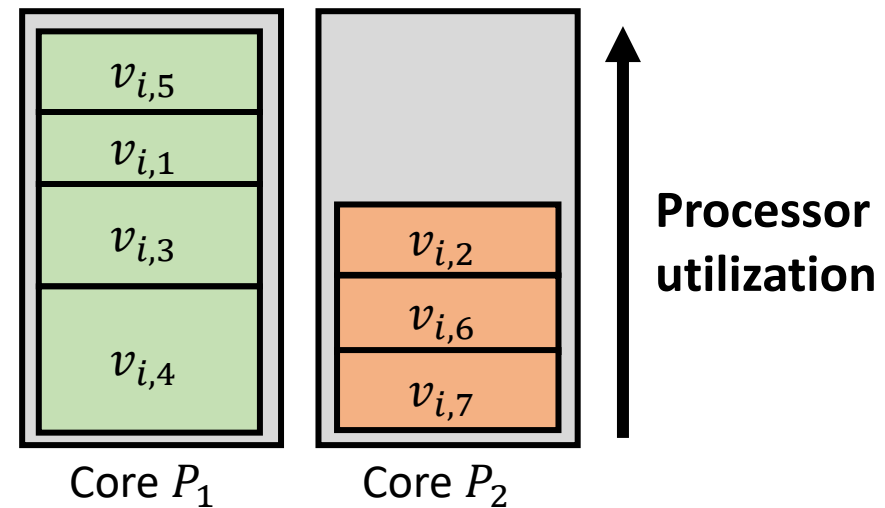 v_{i,5}
v_{i,1}
v_{i,3}
v_{i,4}
Core P_1
v_{i,2}
v_{i,6}
v_{i,7}
Core P_2
Processor
utilization